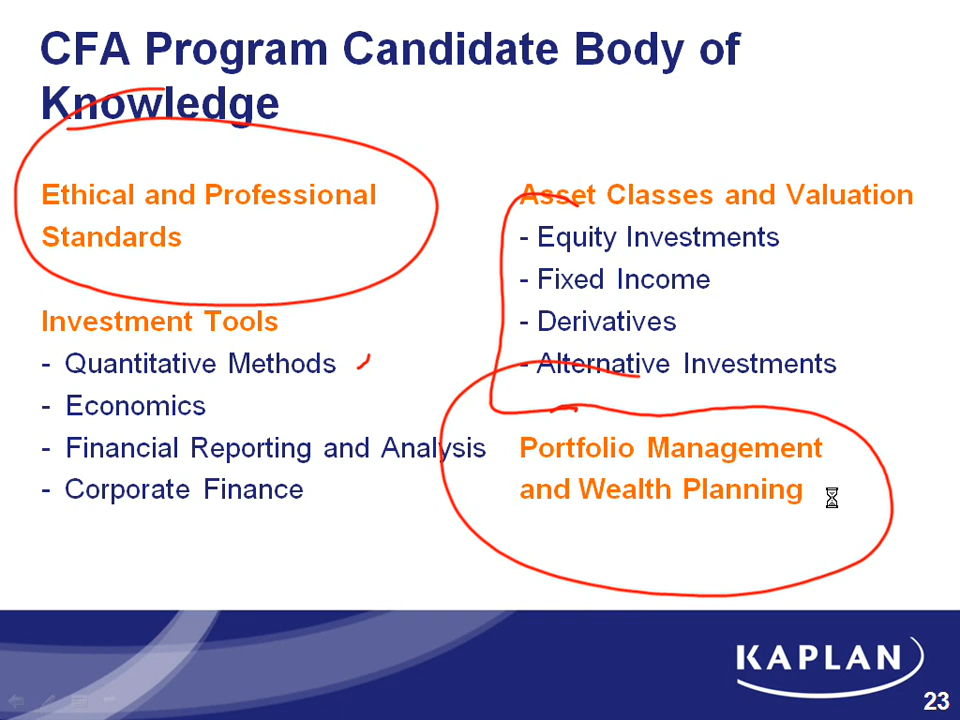 CFA Program Candidate Body of
Knowledge
Ethical and Professional
Standards
Investment Tools
- Quantitative Methods
- Economics
- Financial Reporting and Analysis
- Corporate Finance
Asset Classes and Valuation
- Equity Investments
- Fixed Income
- Derivatives
- Alternative Investments
Portfolio Management
and Wealth Planning
KAPLAN
23